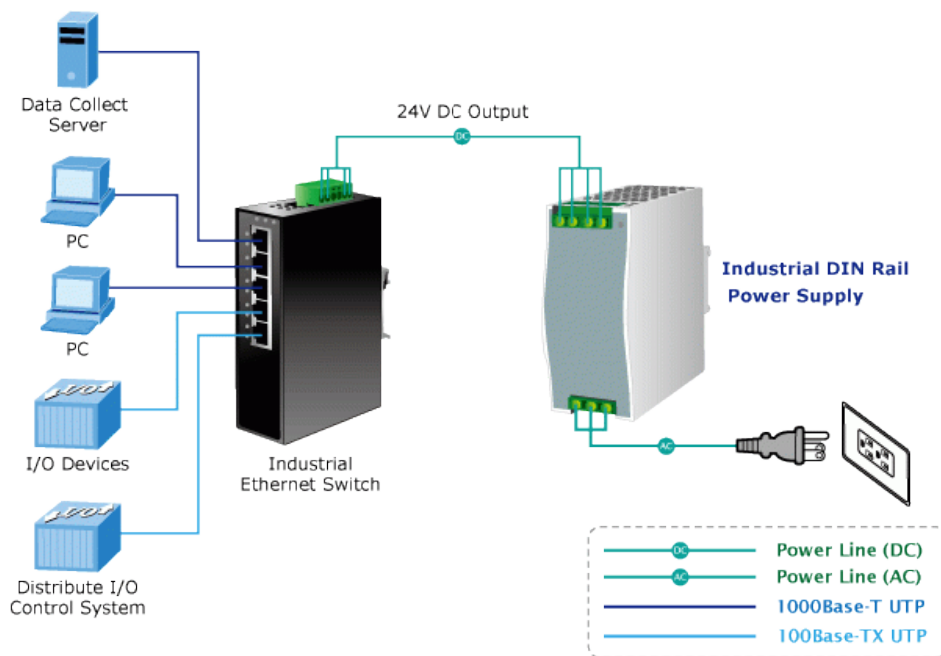 Data Collect
Server
24V DC Output
DC
PC
PC
Industrial DIN Rail
Power Supply
I/O
I/O Devices
Industrial
Ethernet Switch
AC
I/O
Distribute I/O
Control System
DC
Power Line (DC)
AC
Power Line (AC)
1000Base-T UTP
100Base-TX UTP